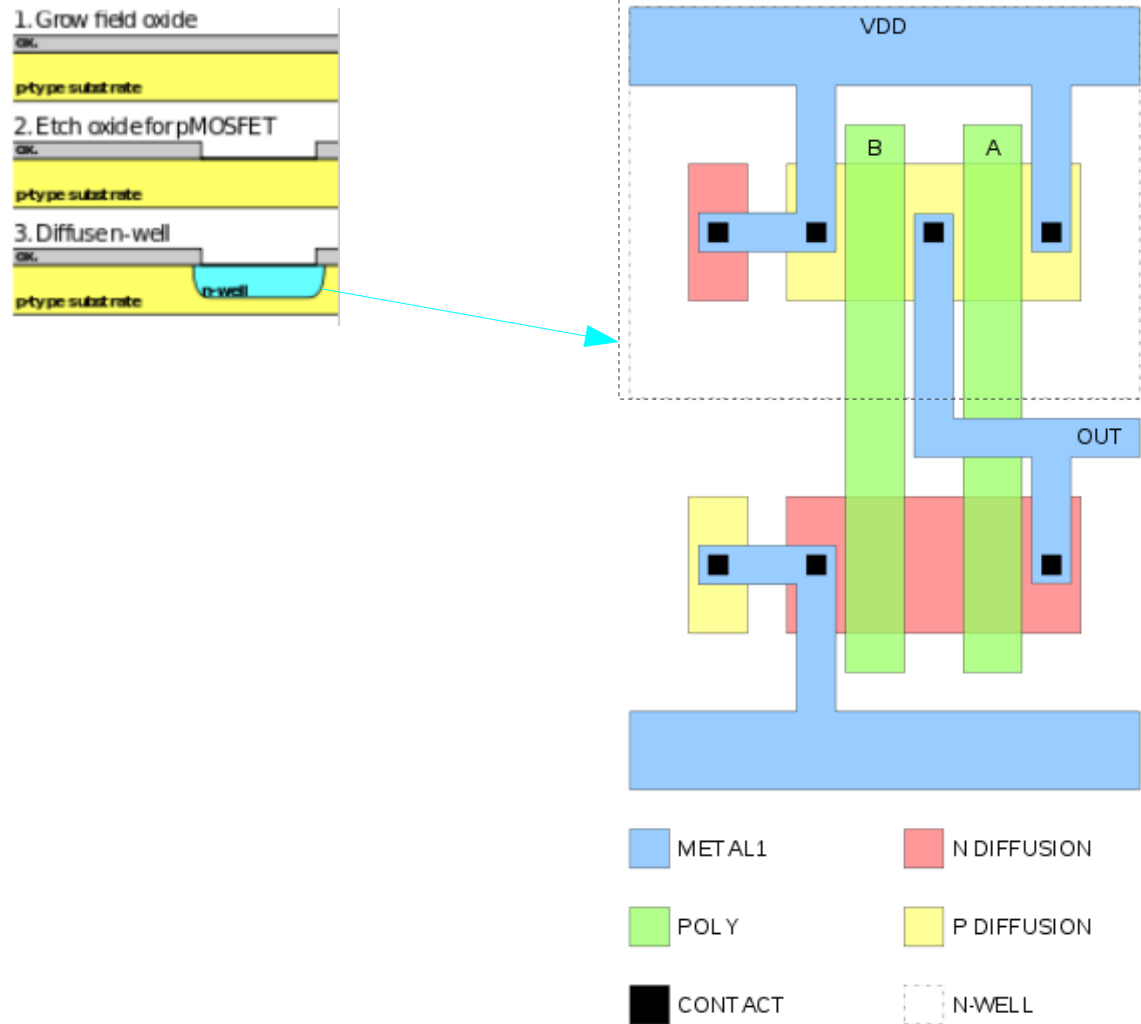 1. Grow field oxide
ox.
p-type substrate
2. Etch oxide for pMOSFET
ox.
p-type substrate
3. Diffuse n-well
ox.
n-well
p-type substrate
VDD
B
A
OUT
METAL1
N DIFFUSION
POLY
P DIFFUSION
CONTACT
N-WELL